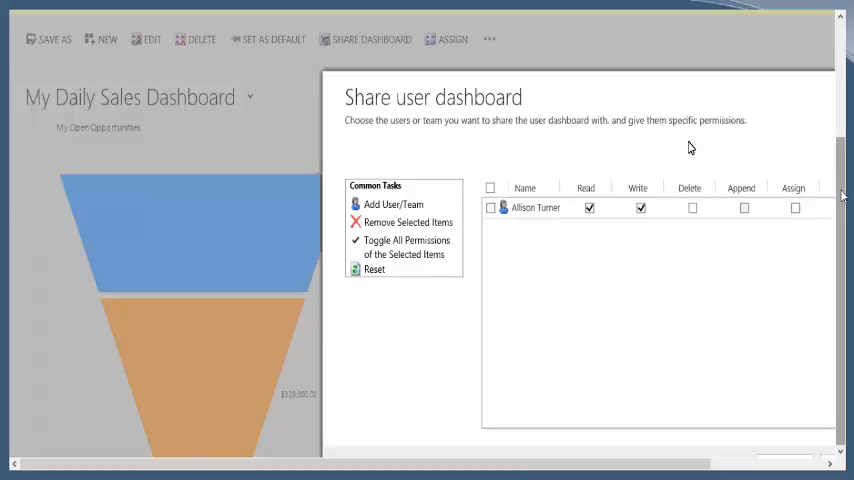 SAVE AS NEW EDIT DELETE SET AS DEFAULT SHARE DASHBOARD ASSIGN •••
My Daily Sales Dashboard
My Open Opportunities
Share user dashboard
Choose the users or team you want to share the user dashboard with, and give them specific permissions.
Common Tasks
Add User/Team
Remove Selected Items
Toggle All Permissions
of the Selected Items
Reset
Name Read Write Delete Append Assign
Allison Turner